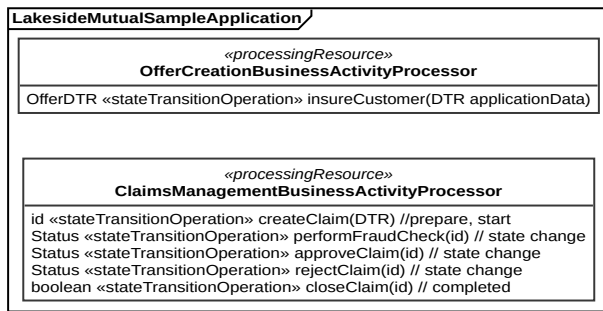 LakesideMutualSampleApplication
«processingResource»
OfferCreationBusinessActivityProcessor
OfferDTR «stateTransitionOperation» insureCustomer(DTR applicationData)
«processingResource»
ClaimsManagementBusinessActivityProcessor
id «stateTransitionOperation» createClaim(DTR) //prepare, start
Status «stateTransitionOperation» performFraudCheck(id) // state change
Status «stateTransitionOperation» approveClaim(id) // state change
Status «stateTransitionOperation» rejectClaim(id) // state change
boolean «stateTransitionOperation» closeClaim(id) // completed